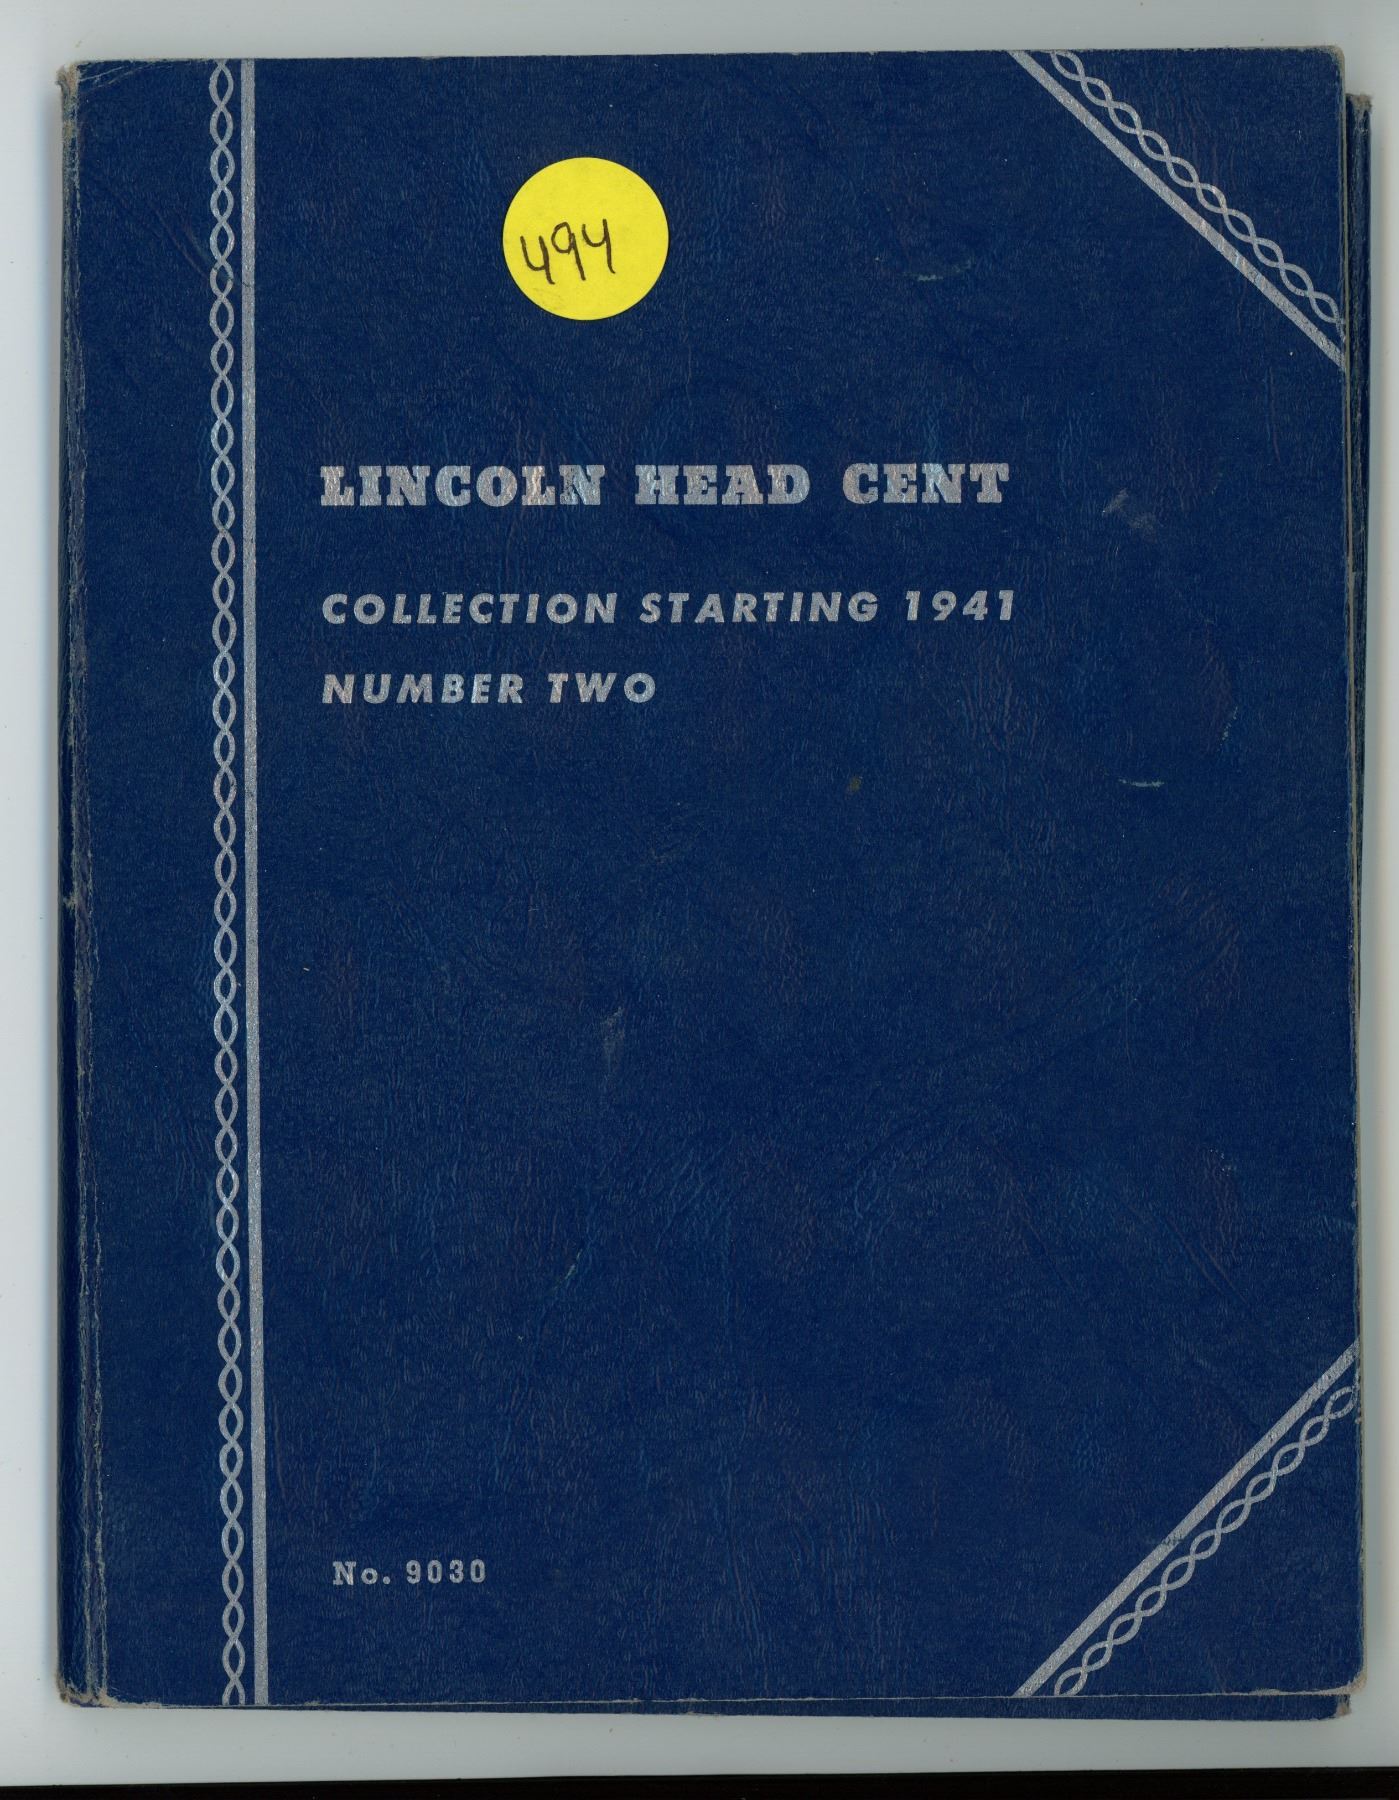 494
LINCOLN HEAD CENT
COLLECTION STARTING 1941
NUMBER TWO
No. 9030